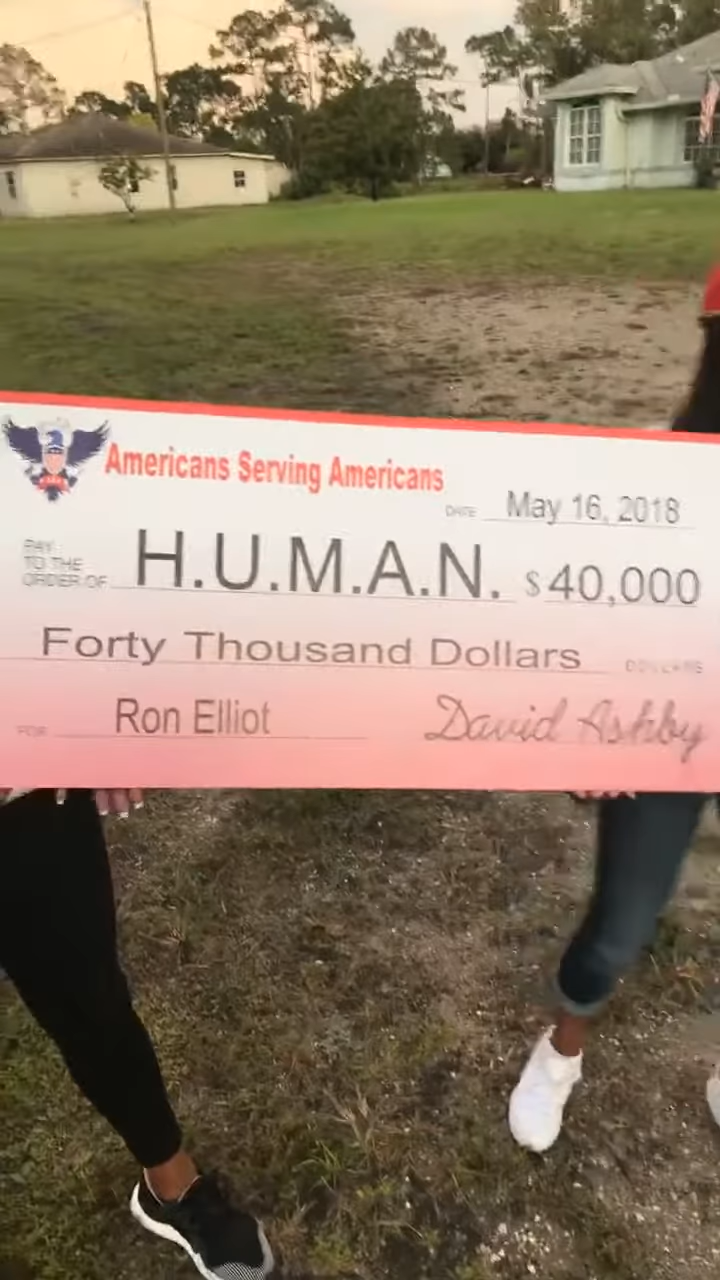 Americans Serving Americans
DATE May 16, 2018
PAY
TO THE
ORDER OF H.U.M.A.N. $40,000
Forty Thousand Dollars DOLLARS
FOR Ron Elliot David Ashby